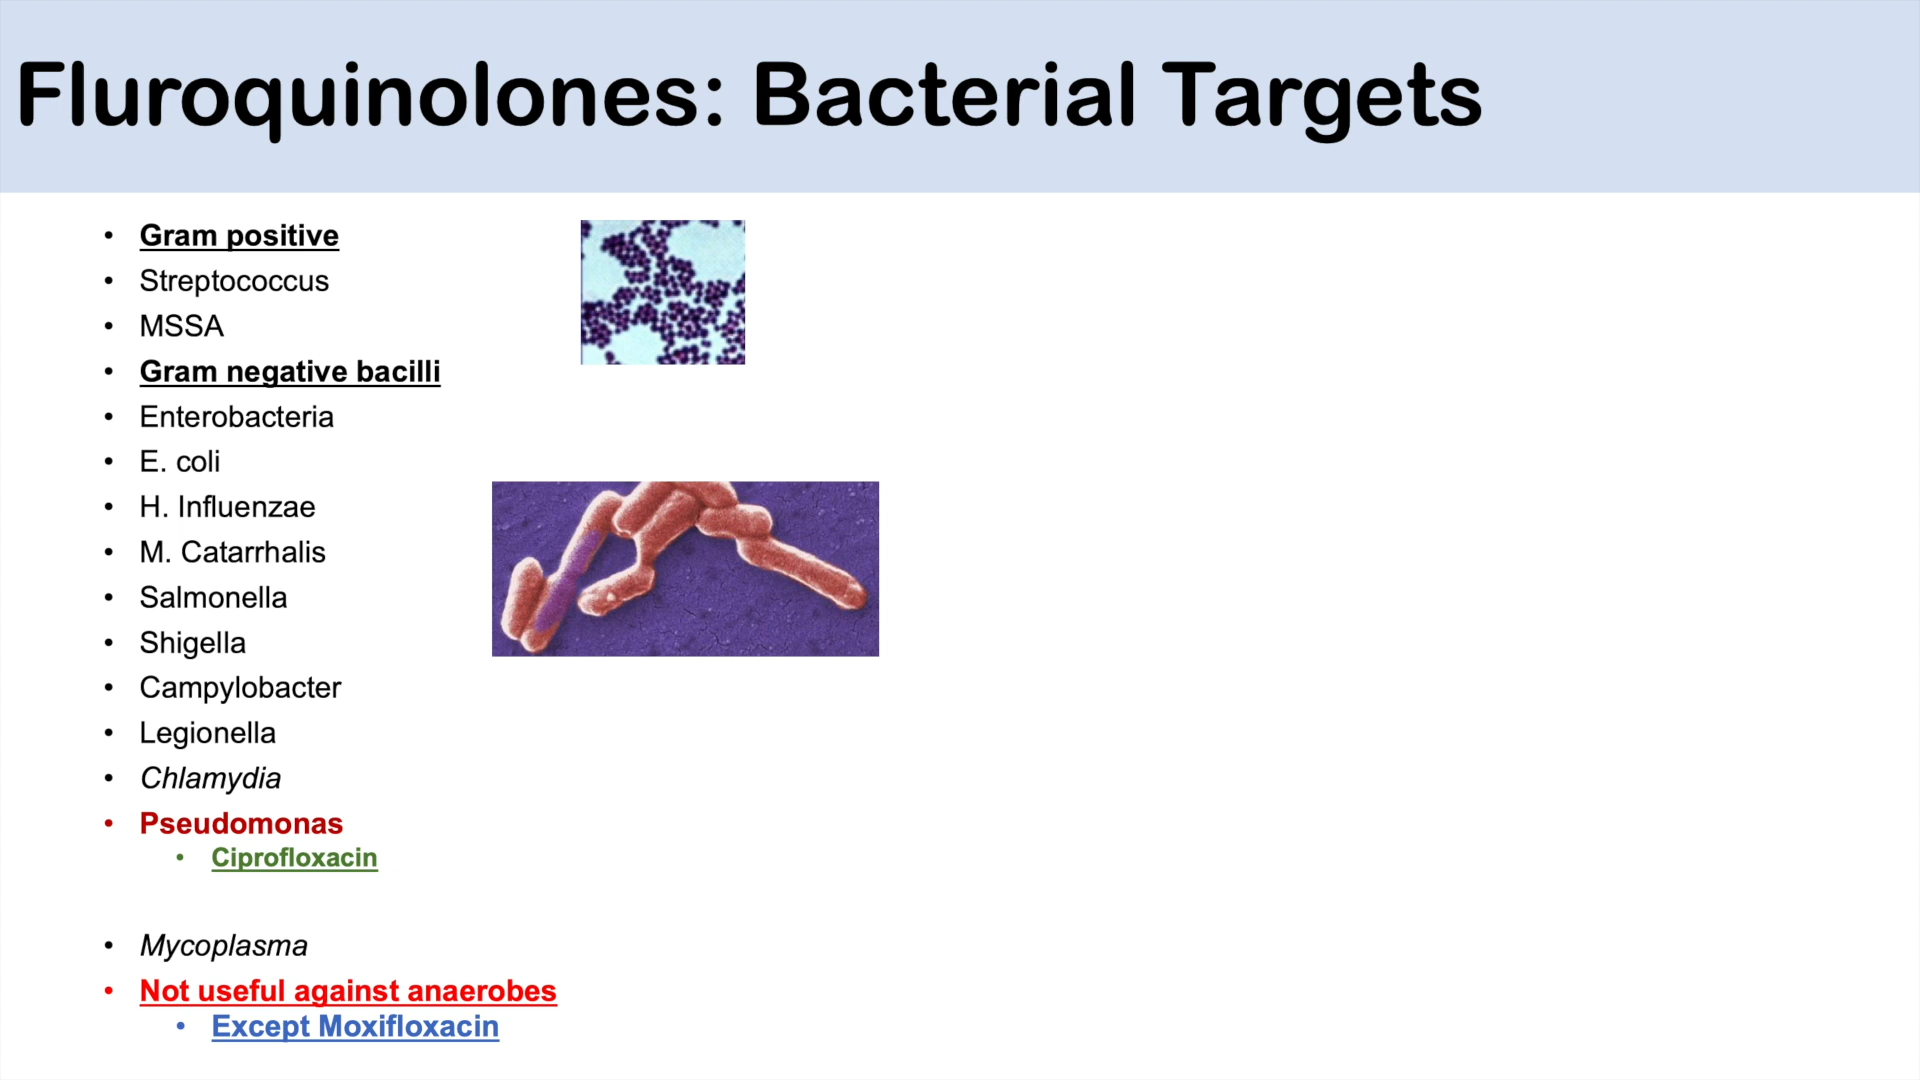 Fluroquinolones: Bacterial Targets
• Gram positive
• Streptococcus
• MSSA
• Gram negative bacilli
• Enterobacteria
• E. coli
• H. Influenzae
• M. Catarrhalis
• Salmonella
• Shigella
• Campylobacter
• Legionella
• Chlamydia
• Pseudomonas
• Ciprofloxacin
• Mycoplasma
• Not useful against anaerobes
• Except Moxifloxacin